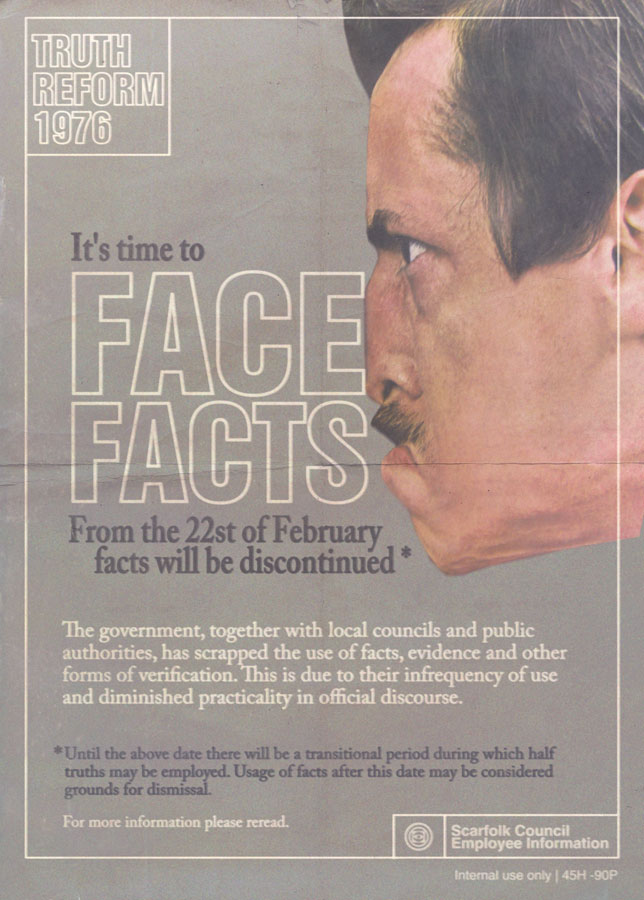 TRUTH
REFORM
1976
It's time to
FACE
FACTS
From the 22st of February
facts will be discontinued*
The government, together with local councils and public
authorities, has scrapped the use of facts, evidence and other
forms of verification. This is due to their infrequency of use
and diminished practicality in official discourse.
*Until the above date there will be a transitional period during which half
truths may be employed. Usage of facts after this date may be considered
grounds for dismissal.
For more information please reread.
Scarfolk Council
Employee Information
Internal use only | 45H -90P